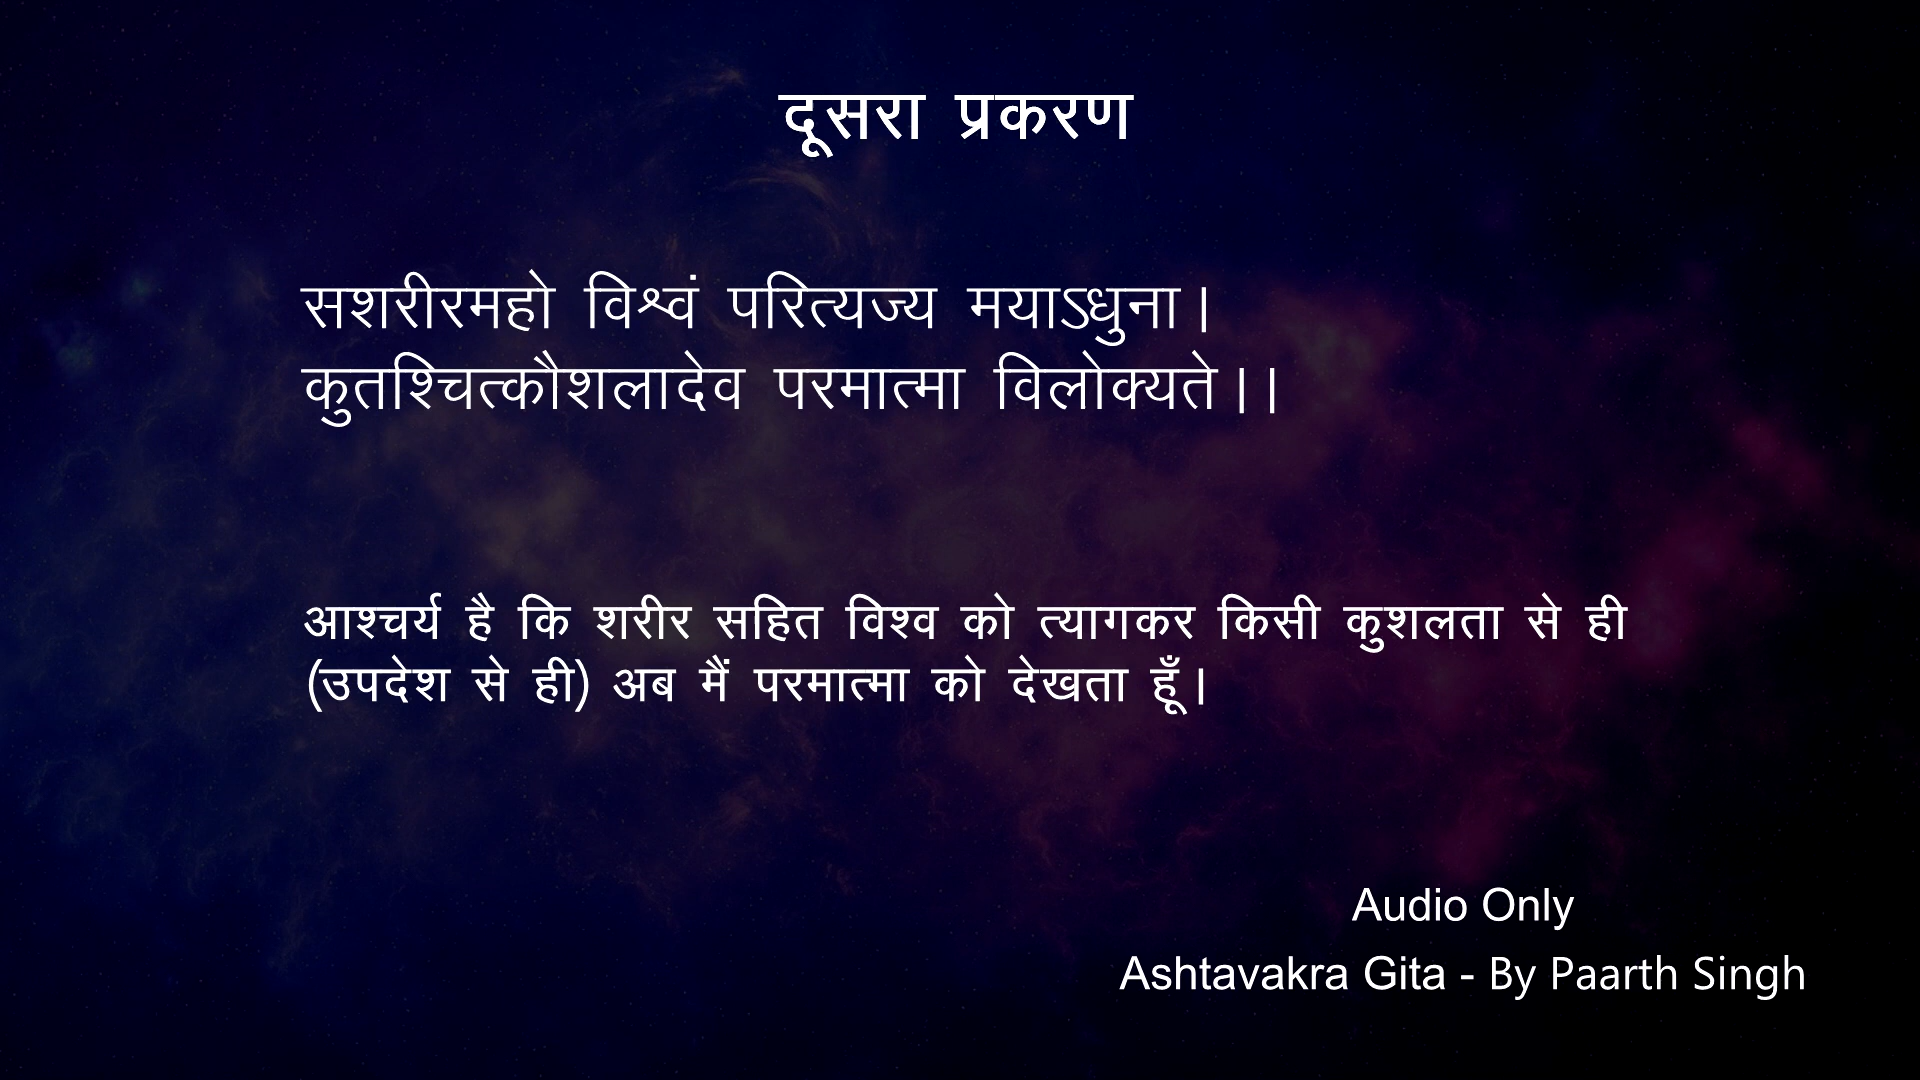 दूसरा प्रकरण
सशरीरमहो विश्वं परित्यज्य मयाऽधुना।
कुतश्चित्कौशलादेव परमात्मा विलोक्यते।।
आश्चर्य है कि शरीर सहित विश्व को त्यागकर किसी कुशलता से ही
(उपदेश से ही) अब मैं परमात्मा को देखता हूँ।
Audio Only
Ashtavakra Gita - By Paarth Singh